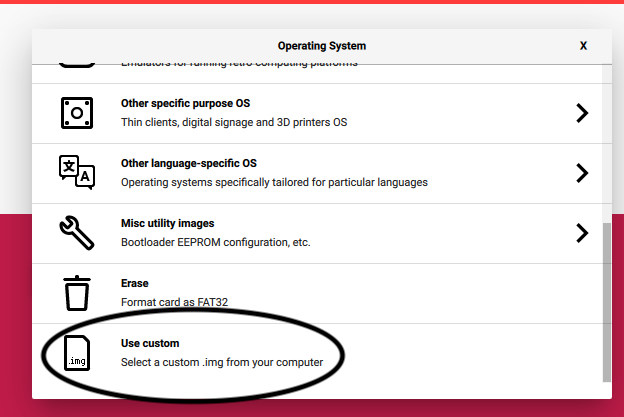 Operating System X
Emulators for running retro computing platforms
Other specific purpose OS
Thin clients, digital signage and 3D printers OS
文A
Other language-specific OS
Operating systems specifically tailored for particular languages
Misc utility images
Bootloader EEPROM configuration, etc.
Erase
Format card as FAT32
Use custom
.img
Select a custom .img from your computer